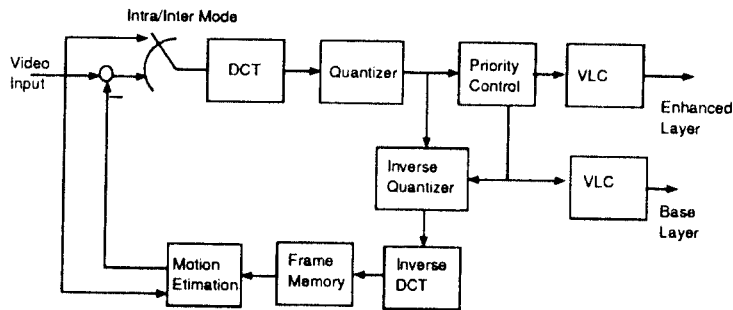 Intra/Inter Mode
Video
Input
DCT
Quantizer
Priority
Control
VLC
Enhanced
Layer
Inverse
Quantizer
VLC
Base
Layer
Motion
Etimation
Frame
Memory
Inverse
DCT